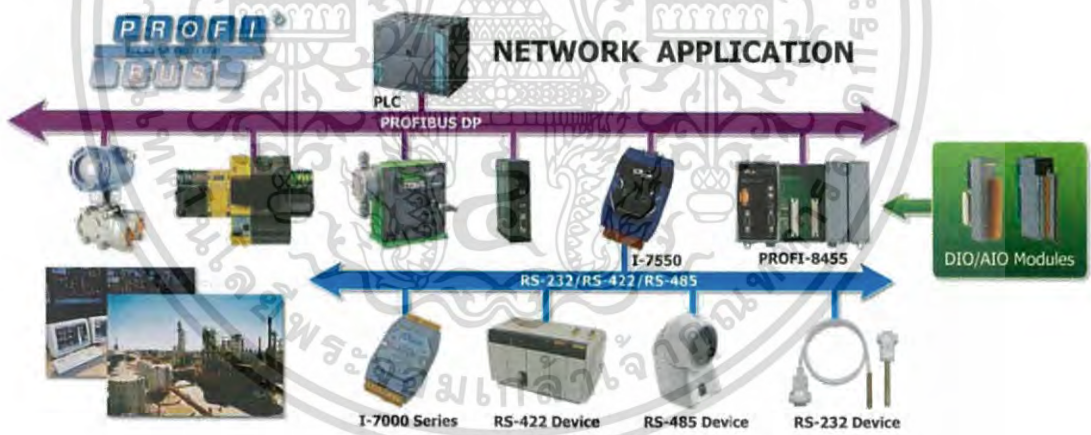 PROFI
BUS
NETWORK APPLICATION
PLC
PROFIBUS DP
I-7550
PROFI-8455
DIO/AIO Modules
RS-232/RS-422/RS-485
I-7000 Series
RS-422 Device
RS-485 Device
RS-232 Device